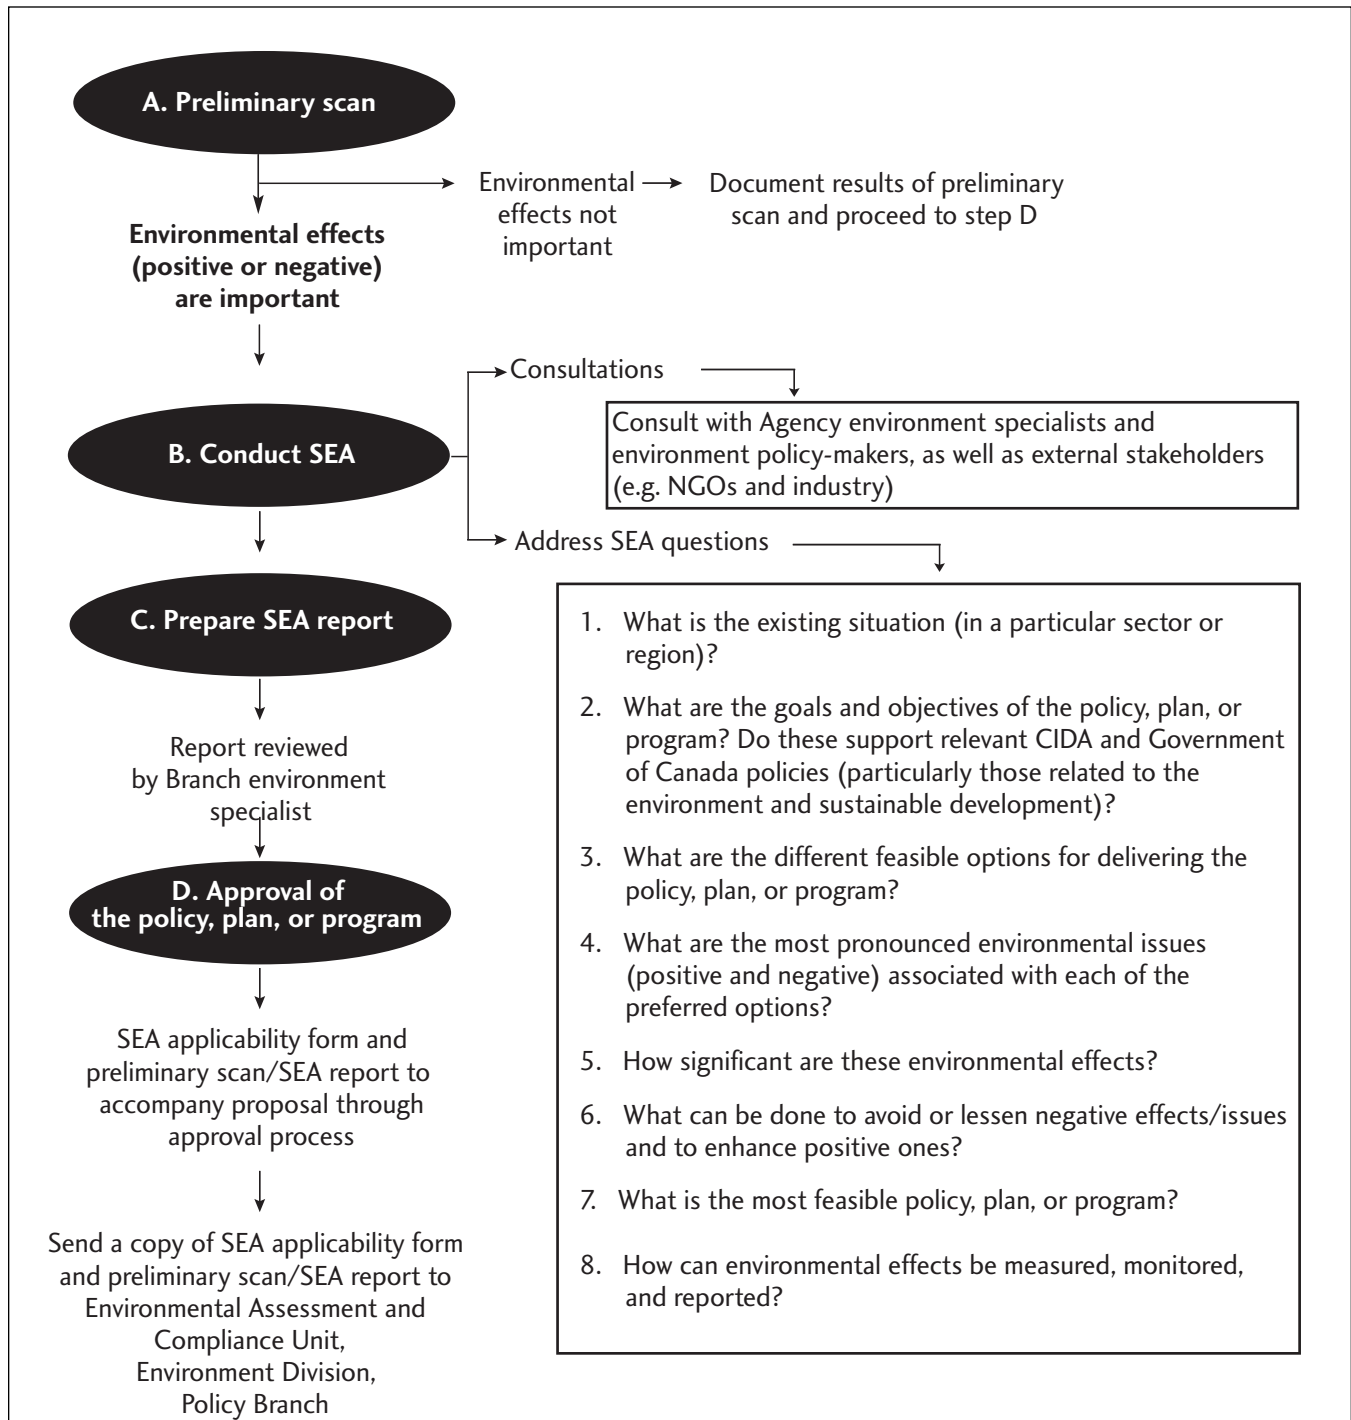 A. Preliminary scan
Environmental
effects not
important
Document results of preliminary
scan and proceed to step D
Environmental effects
(positive or negative)
are important
B. Conduct SEA
Consultations
Consult with Agency environment specialists and
environment policy-makers, as well as external stakeholders
(e.g. NGOs and industry)
Address SEA questions
1. What is the existing situation (in a particular sector or
region)?
2. What are the goals and objectives of the policy, plan, or
program? Do these support relevant CIDA and Government
of Canada policies (particularly those related to the
environment and sustainable development)?
3. What are the different feasible options for delivering the
policy, plan, or program?
4. What are the most pronounced environmental issues
(positive and negative) associated with each of the
preferred options?
5. How significant are these environmental effects?
6. What can be done to avoid or lessen negative effects/issues
and to enhance positive ones?
7. What is the most feasible policy, plan, or program?
8. How can environmental effects be measured, monitored,
and reported?
C. Prepare SEA report
Report reviewed
by Branch environment
specialist
D. Approval of
the policy, plan, or program
SEA applicability form and
preliminary scan/SEA report to
accompany proposal through
approval process
Send a copy of SEA applicability form
and preliminary scan/SEA report to
Environmental Assessment and
Compliance Unit,
Environment Division,
Policy Branch